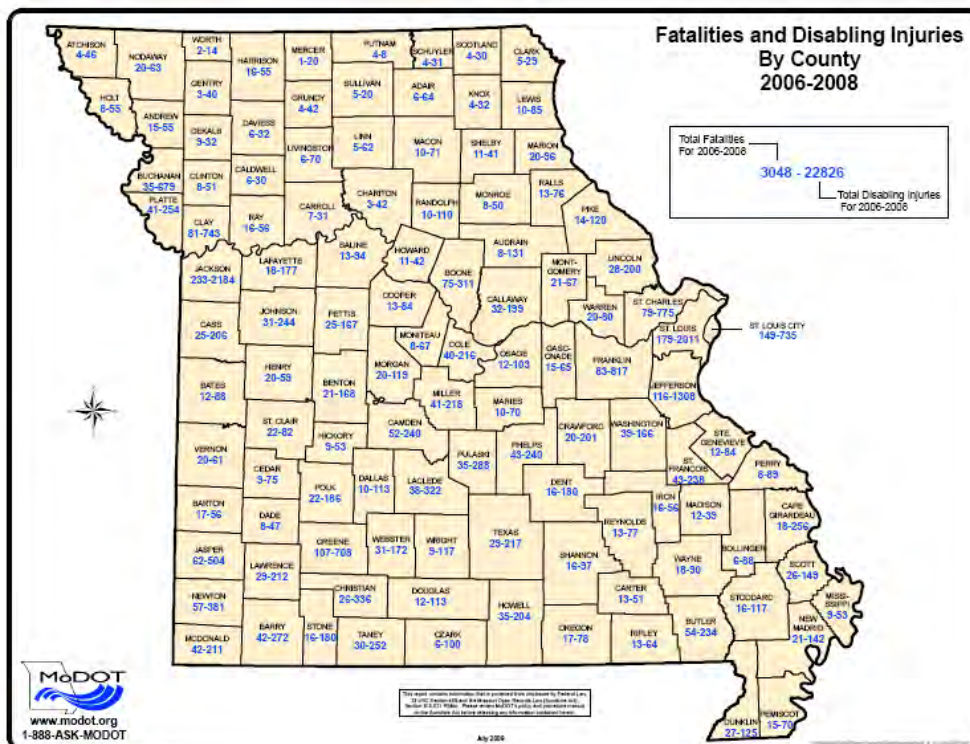 Fatalities and Disabling Injuries
By County
2006-2008
Total Fatalities
For 2006-2008
3048 - 22826
Total Disabling Injuries
For 2006-2008
ATCHISON
4-46
NODAWAY
20-63
WORTH
2-14
HARRISON
16-55
MERCER
1-20
PUTNAM
4-8
SCHUYLER
4-31
SCOTLAND
4-30
CLARK
5-29
HOLT
6-55
ANDREW
15-55
GENTRY
3-40
DEKALB
9-32
DAVIESS
6-32
GRUNDY
4-42
SULLIVAN
5-20
ADAIR
6-64
KNOX
4-32
LEWIS
10-85
BUCHANAN
35-679
CLINTON
8-51
CALDWELL
6-30
LIVINGSTON
6-70
LINN
5-62
MACON
10-71
SHELBY
11-41
MARION
20-96
PLATTE
41-254
CLAY
81-743
RAY
16-56
CARROLL
7-31
CHARITON
3-42
RANDOLPH
10-110
MONROE
8-50
RALLS
13-76
PIKE
14-120
JACKSON
233-2184
LAFAYETTE
18-177
SALINE
13-94
HOWARD
11-42
BOONE
75-311
AUDRAIN
8-131
CALLAWAY
32-199
MONT-
GOMERY
21-67
LINCOLN
28-200
WARREN
20-80
ST. CHARLES
79-775
ST. LOUIS
179-2011
ST. LOUIS CITY
149-735
CASS
25-206
JOHNSON
31-244
PETTIS
25-167
COOPER
13-84
MONITEAU
8-67
COLE
40-216
OSAGE
12-103
GASC-
ONADE
15-65
FRANKLIN
83-817
JEFFERSON
116-1308
BATES
12-88
HENRY
20-59
BENTON
21-168
MORGAN
20-119
MILLER
41-218
MARIES
10-70
CRAWFORD
20-201
WASHINGTON
39-166
STE.
GENEVIEVE
12-84
ST.
FRANCOIS
43-238
PERRY
8-89
VERNON
20-61
ST. CLAIR
22-82
HICKORY
9-53
CAMDEN
52-240
PULASKI
35-288
PHELPS
43-240
DENT
16-180
IRON
16-56
MADISON
12-39
CAPE
GIRARDEAU
18-256
BARTON
17-56
CEDAR
9-75
POLK
22-186
DALLAS
10-113
LACLEDE
38-322
TEXAS
29-217
REYNOLDS
13-77
WAYNE
18-90
BOLLINGER
6-88
SCOTT
26-149
MISSI-
SSIPPI
9-53
JASPER
62-504
DADE
8-47
GREENE
107-708
WEBSTER
31-172
WRIGHT
9-117
SHANNON
16-97
CARTER
13-51
STODDARD
16-117
NEW
MADRID
21-142
NEWTON
57-381
LAWRENCE
29-212
CHRISTIAN
26-336
DOUGLAS
12-113
HOWELL
35-204
OREGON
17-78
RIPLEY
13-64
BUTLER
54-234
MCDONALD
42-211
BARRY
42-272
STONE
16-180
TANEY
30-252
OZARK
6-100
DUNKLIN
27-125
PEMISCOT
15-70
MoDOT
www.modot.org
1-888-ASK-MODOT
July 2009